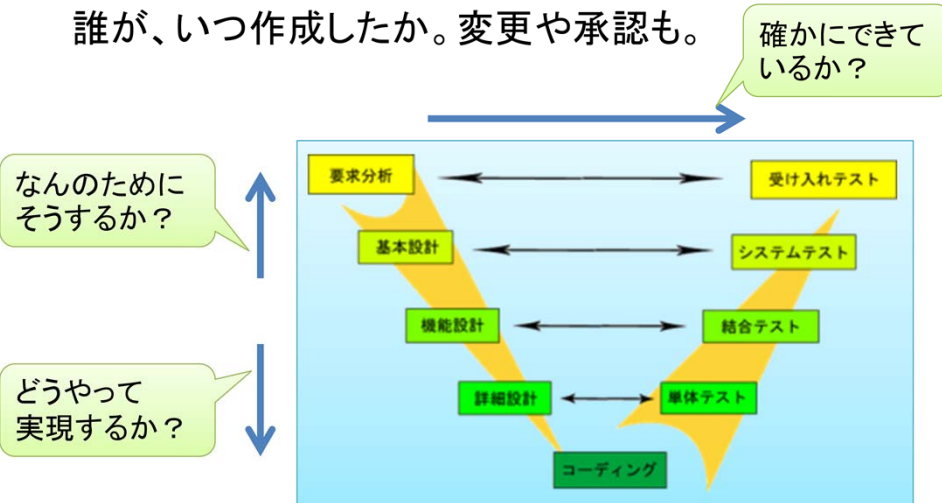 誰が、いつ作成したか。変更や承認も。
確かにできて
いるか？
なんのために
そうするか？
要求分析
受け入れテスト
基本設計
システムテスト
機能設計
結合テスト
どうやって
実現するか？
詳細設計
単体テスト
コーディング